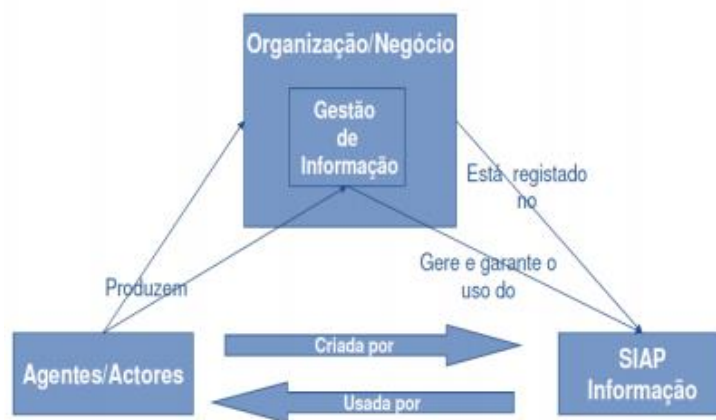 Organização/Negócio
Gestão
de
Informação
Está registado
no
Gere e garante o
uso do
Produzem
Criada por
Agentes/Actores
SIAP
Informação
Usada por